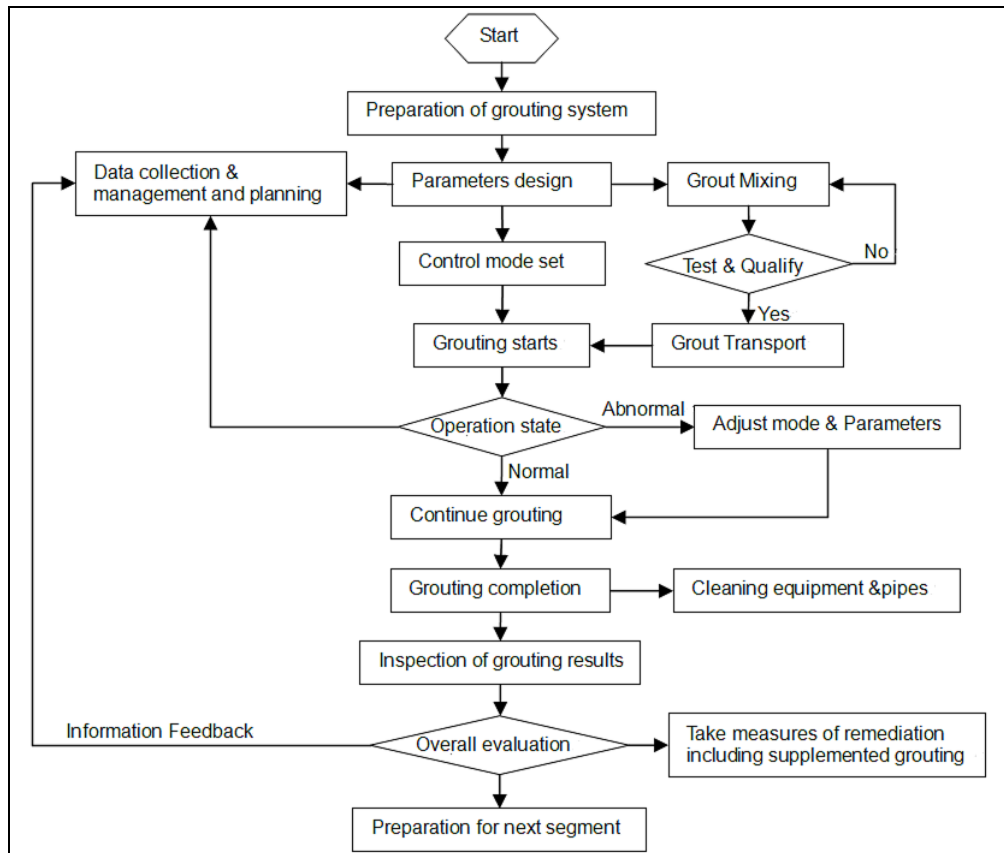 Start
Preparation of grouting system
Data collection &
management and planning
Parameters design
Grout Mixing
Control mode set
Test & Qualify
No
Yes
Grouting starts
Grout Transport
Operation state
Abnormal
Adjust mode & Parameters
Normal
Continue grouting
Grouting completion
Cleaning equipment &pipes
Inspection of grouting results
Information Feedback
Overall evaluation
Take measures of remediation
including supplemented grouting
Preparation for next segment